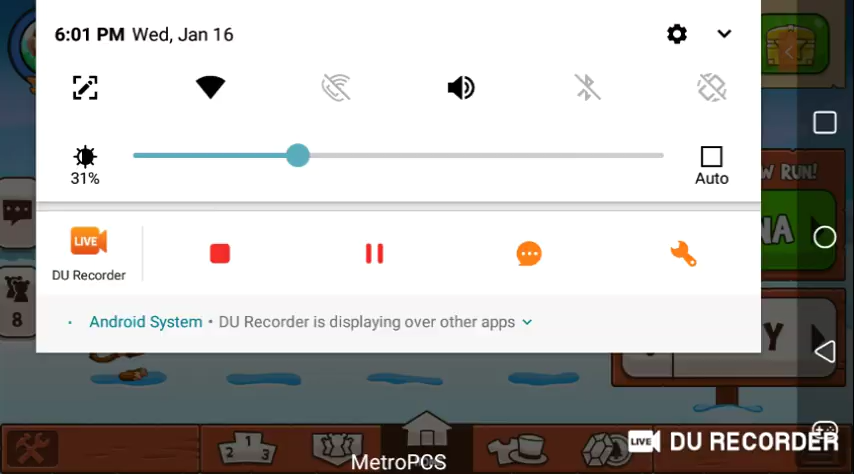 6:01 PM Wed, Jan 16
31%
Auto
W RUN!
LIVE
DU Recorder
NA
Android System • DU Recorder is displaying over other apps
8
Y
2 1 3
LIVE DU RECORDER
MetroPCS